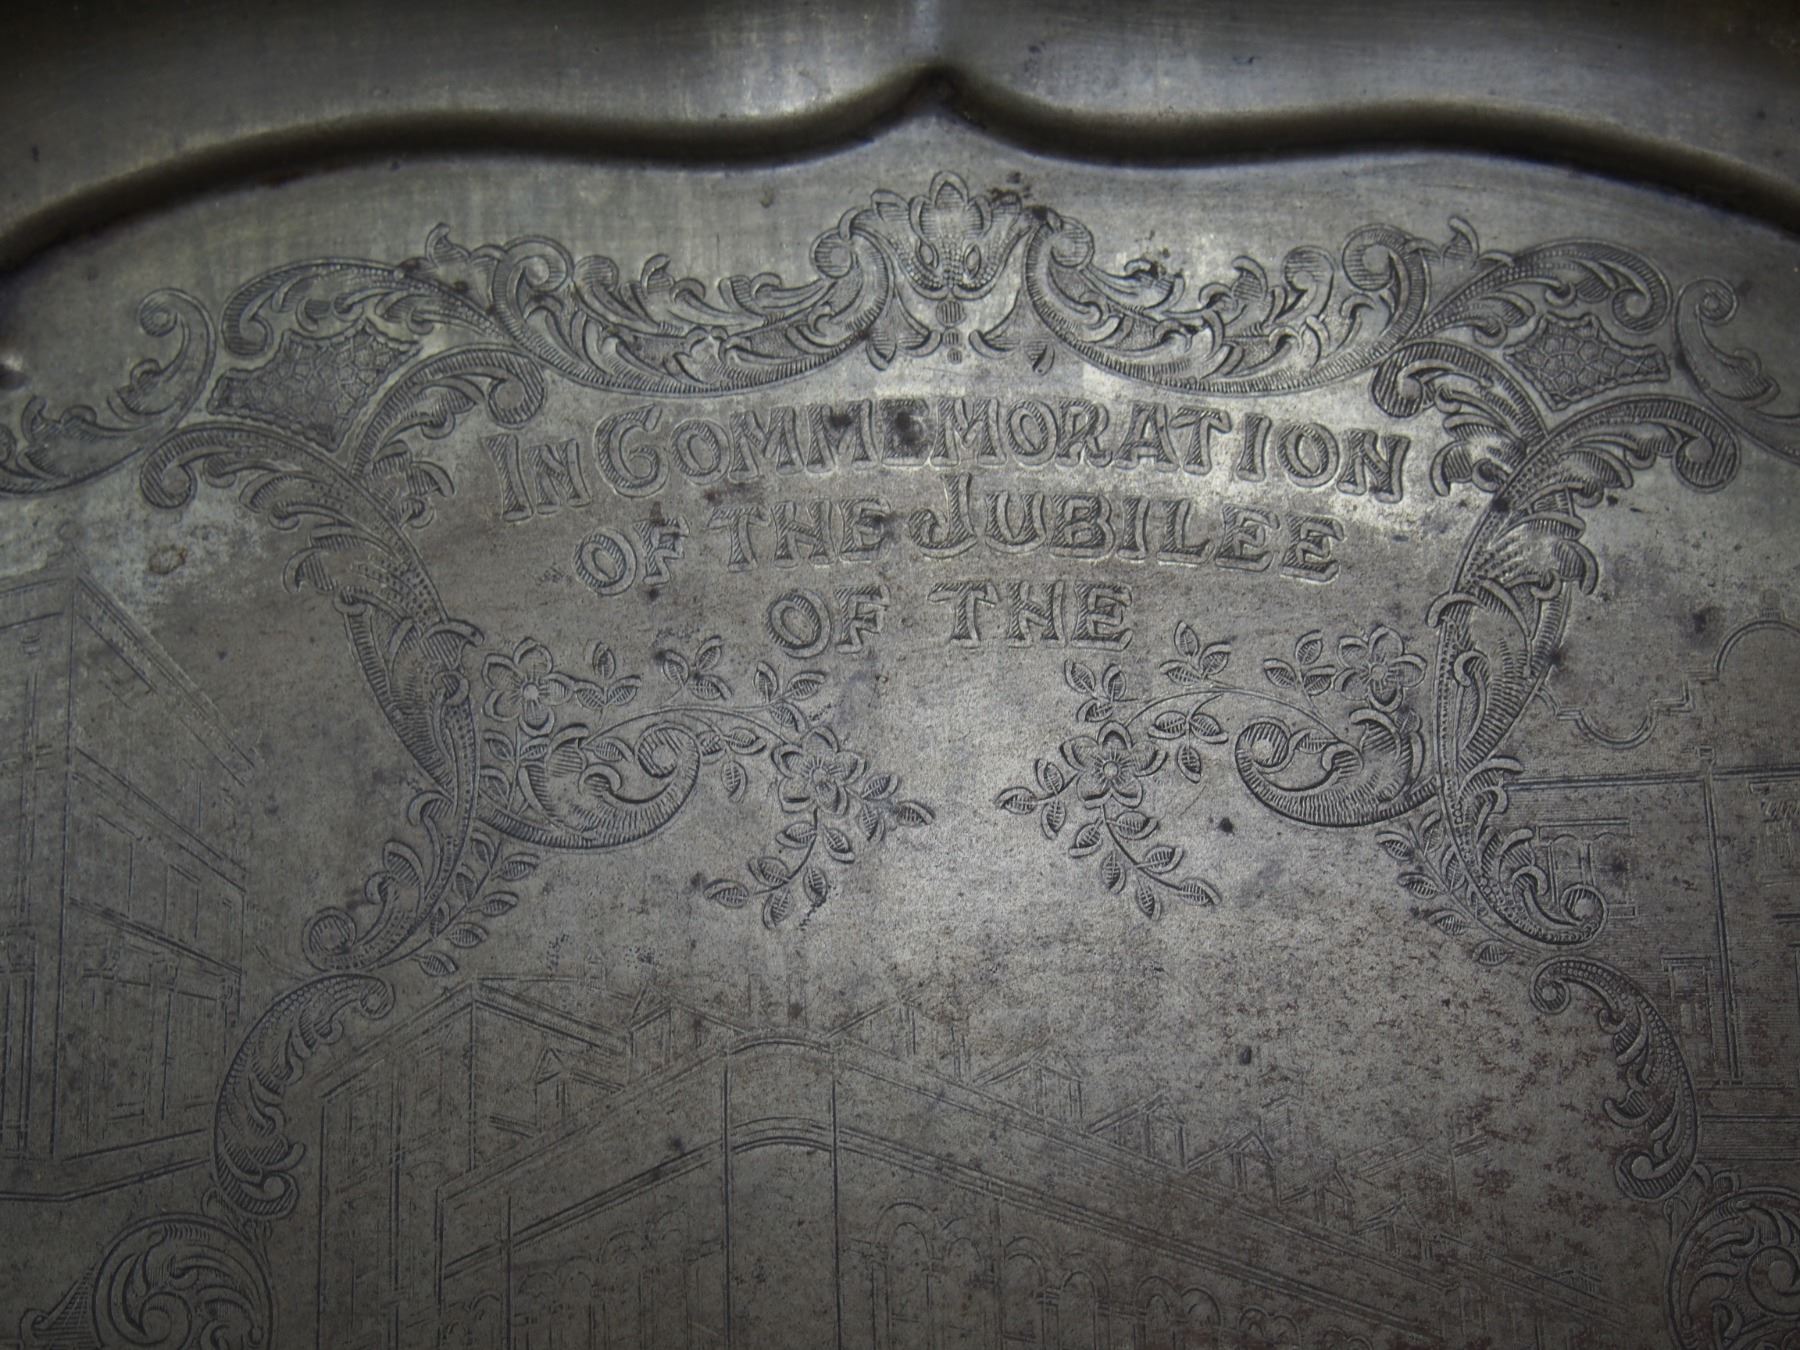 IN COMMEMORATION
OF THE JUBILEE
OF THE